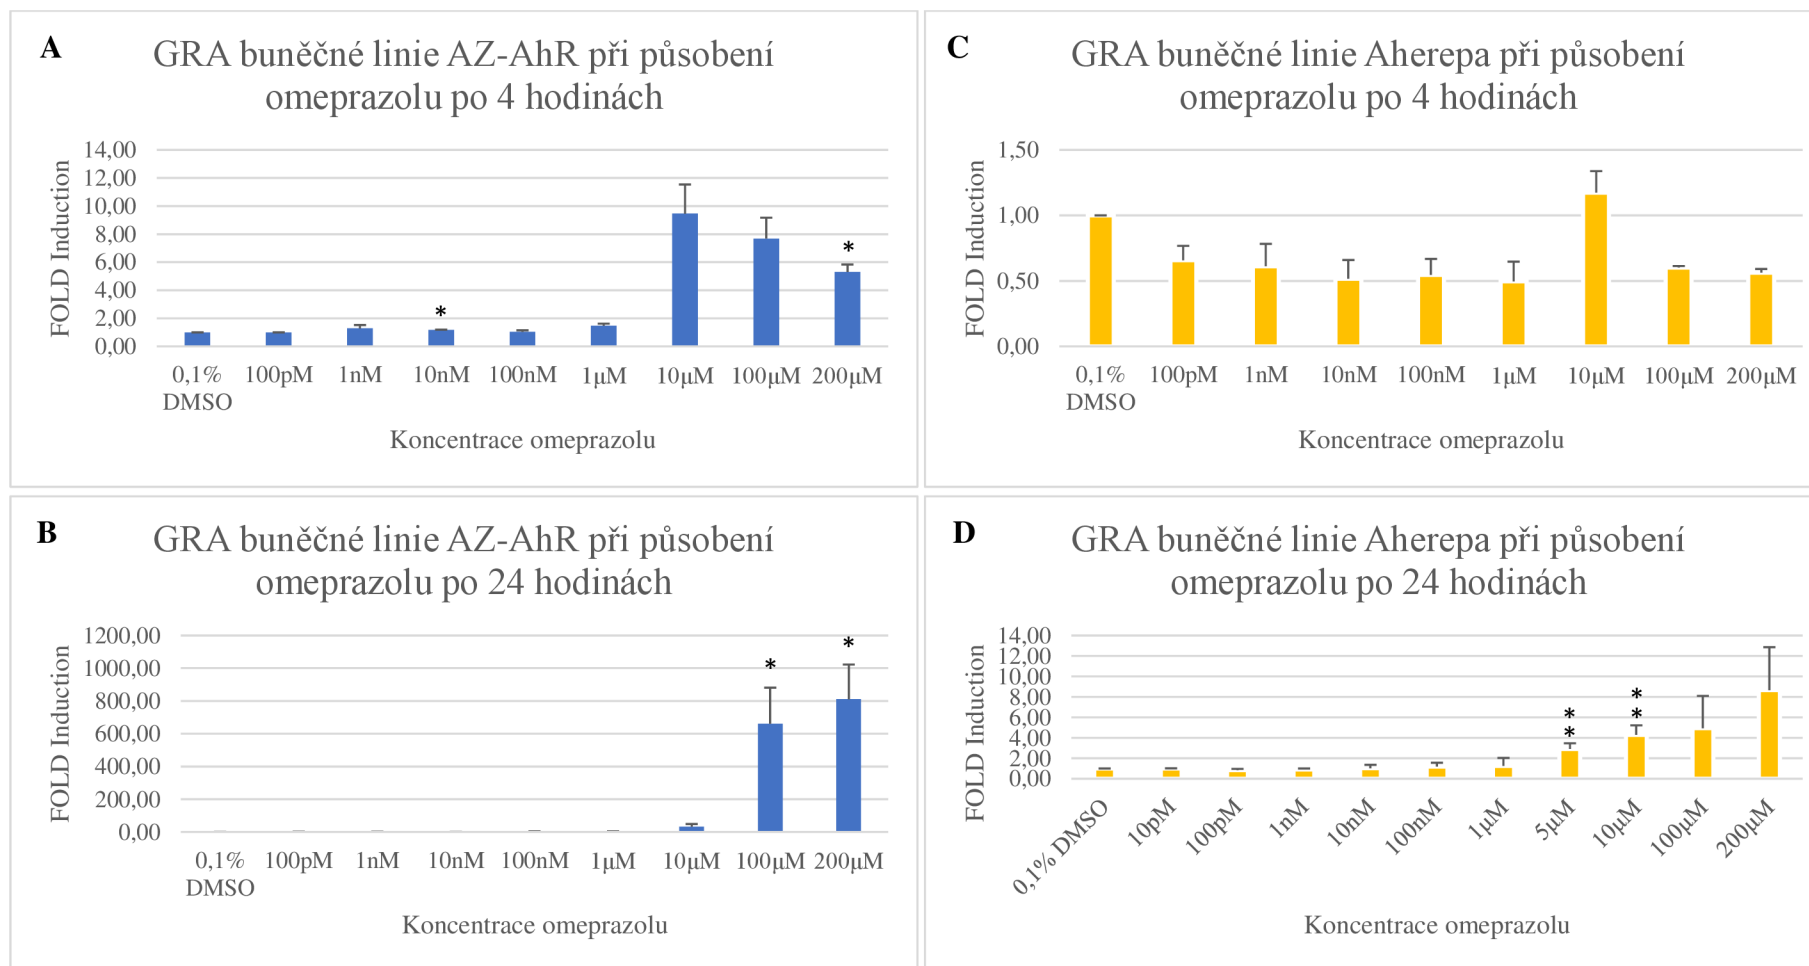 A
GRA buněčné linie AZ-AhR při působení
omeprazolu po 4 hodinách
FOLD Induction
14,00
12,00
10,00
8,00
6,00
4,00
2,00
0,00
*
*
0,1% DMSO 100pM 1nM 10nM 100nM 1μM 10μM 100μM 200μM
Koncentrace omeprazolu
C
GRA buněčné linie Aherepa při působení
omeprazolu po 4 hodinách
FOLD Induction
1,50
1,00
0,50
0,00
0,1% DMSO 100pM 1nM 10nM 100nM 1μM 10μM 100μM 200μM
Koncentrace omeprazolu
B
GRA buněčné linie AZ-AhR při působení
omeprazolu po 24 hodinách
FOLD Induction
1200,00
1000,00
800,00
600,00
400,00
200,00
0,00
*
*
0,1% DMSO 100pM 1nM 10nM 100nM 1μM 10μM 100μM 200μM
Koncentrace omeprazolu
D
GRA buněčné linie Aherepa při působení
omeprazolu po 24 hodinách
FOLD Induction
14,00
12,00
10,00
8,00
6,00
4,00
2,00
0,00
* *
* *
0,1% DMSO 10pM 100pM 1nM 10nM 100nM 1μM 5μM 10μM 100μM 200μM
Koncentrace omeprazolu